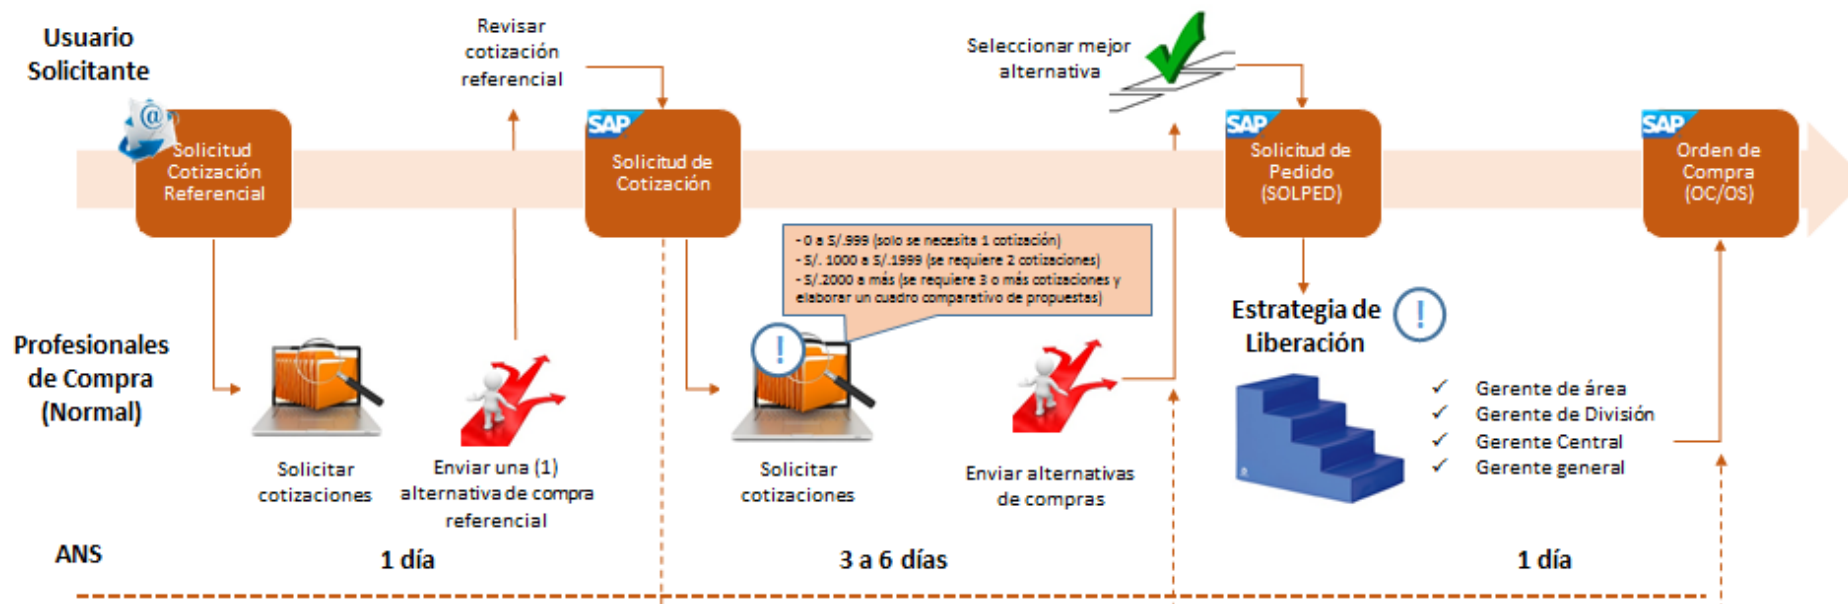 Usuario
Solicitante
Revisar
cotización
referencial
Seleccionar mejor
alternativa
@
Solicitud
Cotización
Referencial
SAP
Solicitud de
Cotización
SAP
Solicitud de
Pedido
(SOLPED)
SAP
Orden de
Compra
(OC/OS)
- 0 a S/.999 (solo se necesita 1 cotización)
- S/. 1000 a S/.1999 (se requiere 2 cotizaciones)
- S/.2000 a más (se requiere 3 o más cotizaciones y
elaborar un cuadro comparativo de propuestas)
Profesionales
de Compra
(Normal)
Solicitar
cotizaciones
Enviar una (1)
alternativa de compra
referencial
!
Solicitar
cotizaciones
Enviar alternativas
de compras
Estrategia de
Liberación
!
✓ Gerente de área
✓ Gerente de División
✓ Gerente Central
✓ Gerente general
ANS
1 día
3 a 6 días
1 día